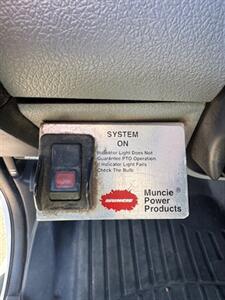 SYSTEM
ON
Indicator Light Does Not
Guarantee PTO Operation.
If Indicator Light Fails
Check The Bulb.
Muncie®
Power
Products